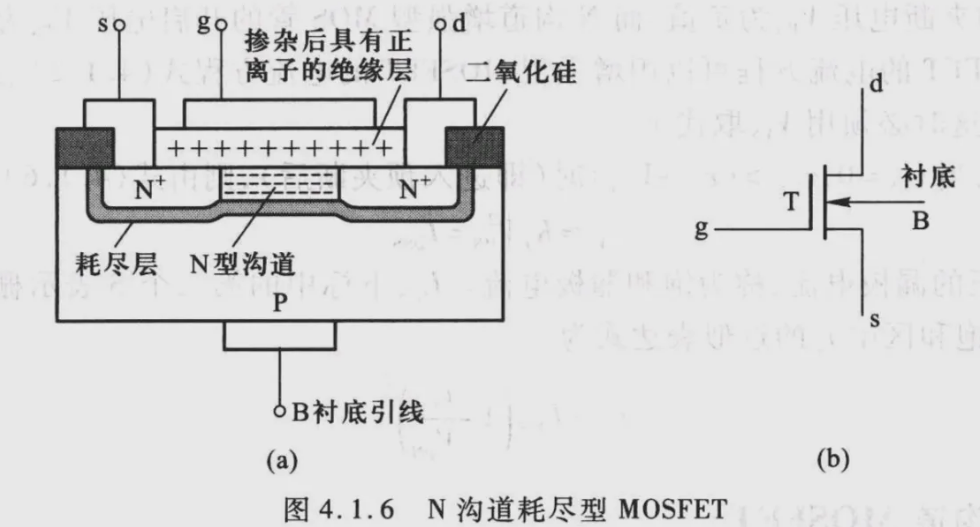 s g 掺杂后具有正 d
离子的绝缘层 二氧化硅
+ + + + + + + + + +
N⁺ N⁺
耗尽层 N型沟道
P
B衬底引线
(a)
d
衬底
T
B
g
s
(b)
图 4.1.6 N 沟道耗尽型 MOSFET